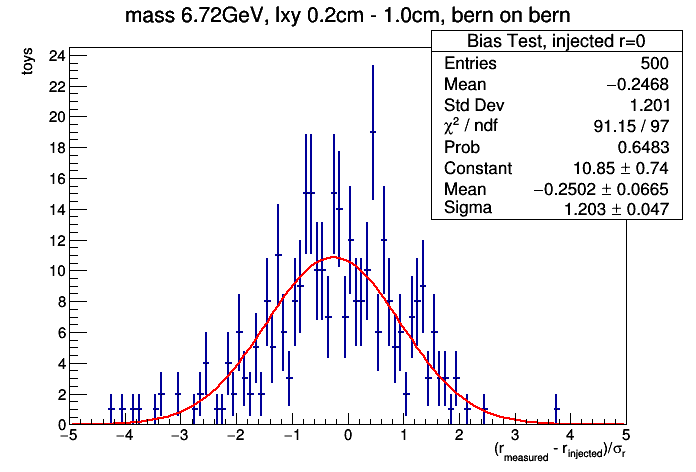 mass 6.72GeV, lxy 0.2cm - 1.0cm, bern on bern
Bias Test, injected r=0
Entries 500
Mean −0.2468
Std Dev 1.201
χ² / ndf 91.15 / 97
Prob 0.6483
Constant 10.85 ± 0.74
Mean −0.2502 ± 0.0665
Sigma 1.203 ± 0.047
toys
24
22
20
18
16
14
12
10
8
6
4
2
0
−5 −4 −3 −2 −1 0 1 2 3 4 5
(r_measured - r_injected)/σ_r